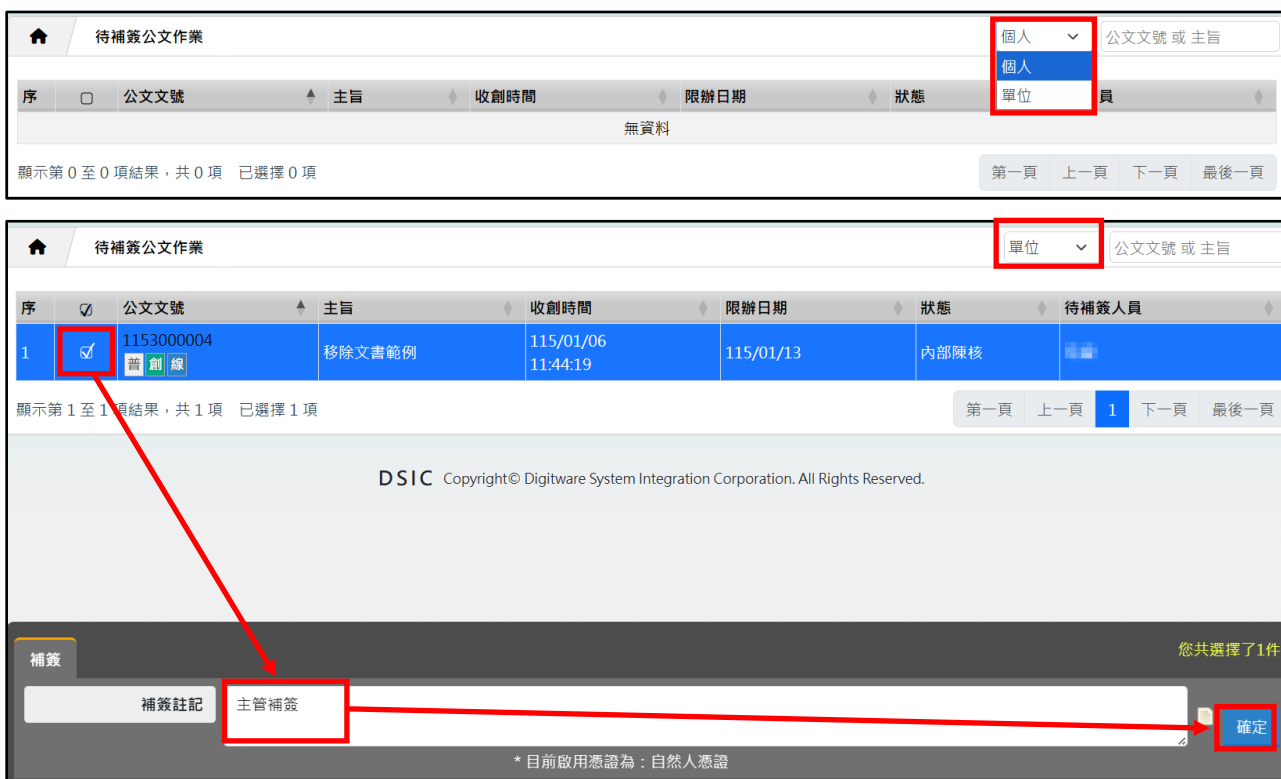 待補簽公文作業
個人
公文文號 或 主旨
個人
單位
序 公文文號 主旨 收創時間 限辦日期 狀態 員
無資料
顯示第 0 至 0 項結果，共 0 項 已選擇 0 項
第一頁 上一頁 下一頁 最後一頁
待補簽公文作業
單位
公文文號 或 主旨
序 公文文號 主旨 收創時間 限辦日期 狀態 待補簽人員
1 1153000004 移除文書範例 115/01/06 115/01/13 內部陳核
普 創 線 11:44:19
顯示第 1 至 1 項結果，共 1 項 已選擇 1 項
第一頁 上一頁 1 下一頁 最後一頁
DSIC Copyright© Digitware System Integration Corporation. All Rights Reserved.
補簽
您共選擇了1件
補簽註記
主管補簽
確定
* 目前啟用憑證為：自然人憑證